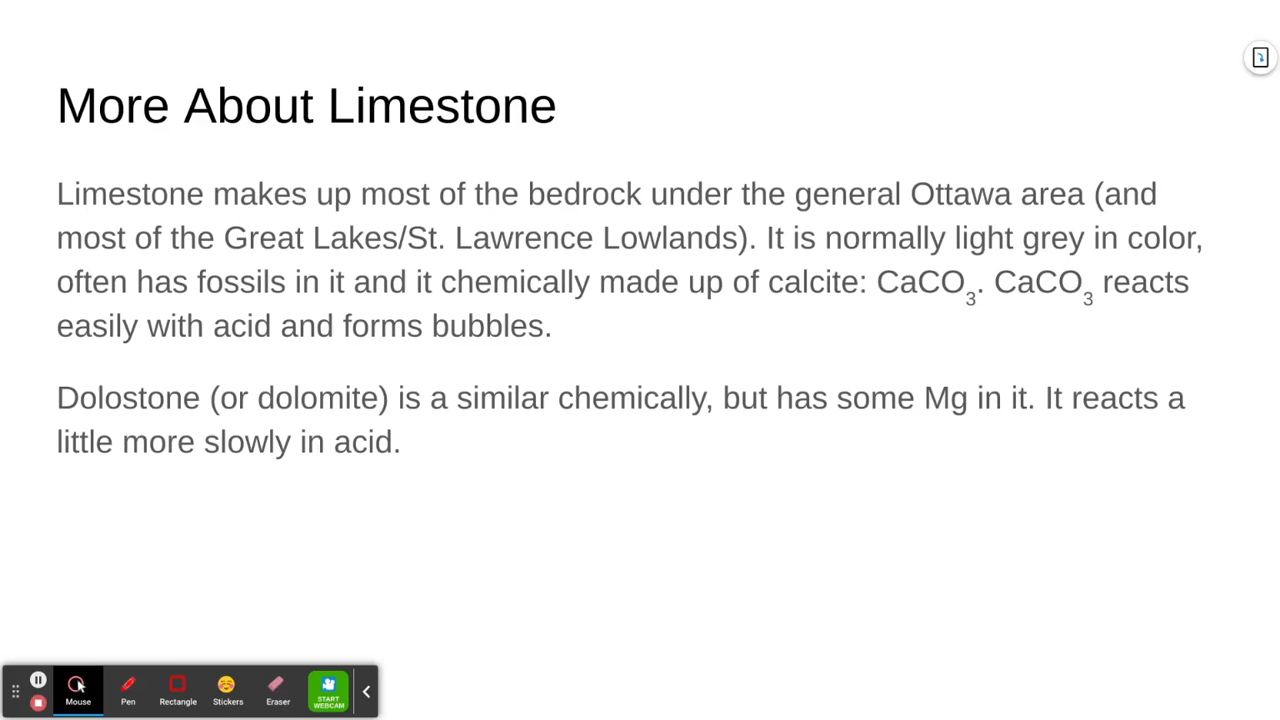 More About Limestone
Limestone makes up most of the bedrock under the general Ottawa area (and
most of the Great Lakes/St. Lawrence Lowlands). It is normally light grey in color,
often has fossils in it and it chemically made up of calcite: CaCO₃. CaCO₃ reacts
easily with acid and forms bubbles.
Dolostone (or dolomite) is a similar chemically, but has some Mg in it. It reacts a
little more slowly in acid.
Mouse Pen Rectangle Stickers Eraser START
WEBCAM